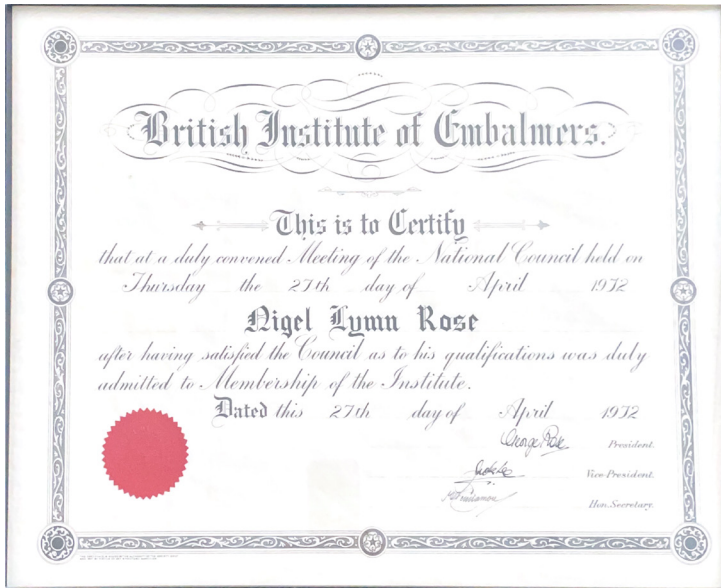 British Institute of Embalmers.
This is to Certify
that at a duly convened Meeting of the National Council held on
Thursday the 27th day of April 1972
Nigel Lymn Rose
after having satisfied the Council as to his qualifications was duly
admitted to Membership of the Institute.
Dated this 27th day of April 1972
George Rose President.
Vice-President.
Hon. Secretary.